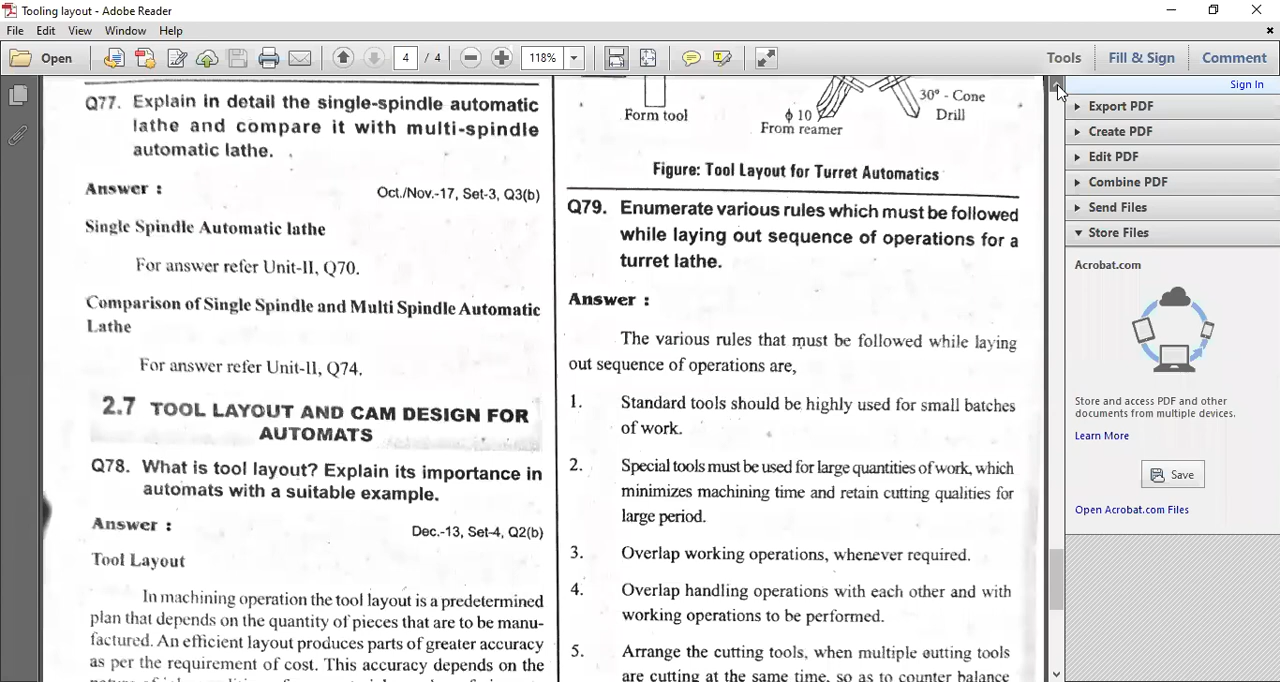 Tooling layout - Adobe Reader
File Edit View Window Help
Open 4 / 4 118% Tools Fill & Sign Comment
Sign In
Export PDF
Create PDF
Edit PDF
Combine PDF
Send Files
Store Files
Acrobat.com
Store and access PDF and other
documents from multiple devices.
Learn More
Save
Open Acrobat.com Files
Q77. Explain in detail the single-spindle automatic
lathe and compare it with multi-spindle
automatic lathe.
Answer : Oct./Nov.-17, Set-3, Q3(b)
Single Spindle Automatic lathe
For answer refer Unit-II, Q70.
Comparison of Single Spindle and Multi Spindle Automatic
Lathe
For answer refer Unit-II, Q74.
2.7 TOOL LAYOUT AND CAM DESIGN FOR
AUTOMATS
Q78. What is tool layout? Explain its importance in
automats with a suitable example.
Answer : Dec.-13, Set-4, Q2(b)
Tool Layout
In machining operation the tool layout is a predetermined
plan that depends on the quantity of pieces that are to be manu-
factured. An efficient layout produces parts of greater accuracy
as per the requirement of cost. This accuracy depends on the
Form tool
ϕ 10
From reamer
30° - Cone
Drill
Figure: Tool Layout for Turret Automatics
Q79. Enumerate various rules which must be followed
while laying out sequence of operations for a
turret lathe.
Answer :
The various rules that must be followed while laying
out sequence of operations are,
1. Standard tools should be highly used for small batches
of work.
2. Special tools must be used for large quantities of work, which
minimizes machining time and retain cutting qualities for
large period.
3. Overlap working operations, whenever required.
4. Overlap handling operations with each other and with
working operations to be performed.
5. Arrange the cutting tools, when multiple cutting tools
are cutting at the same time, so as to counter balance